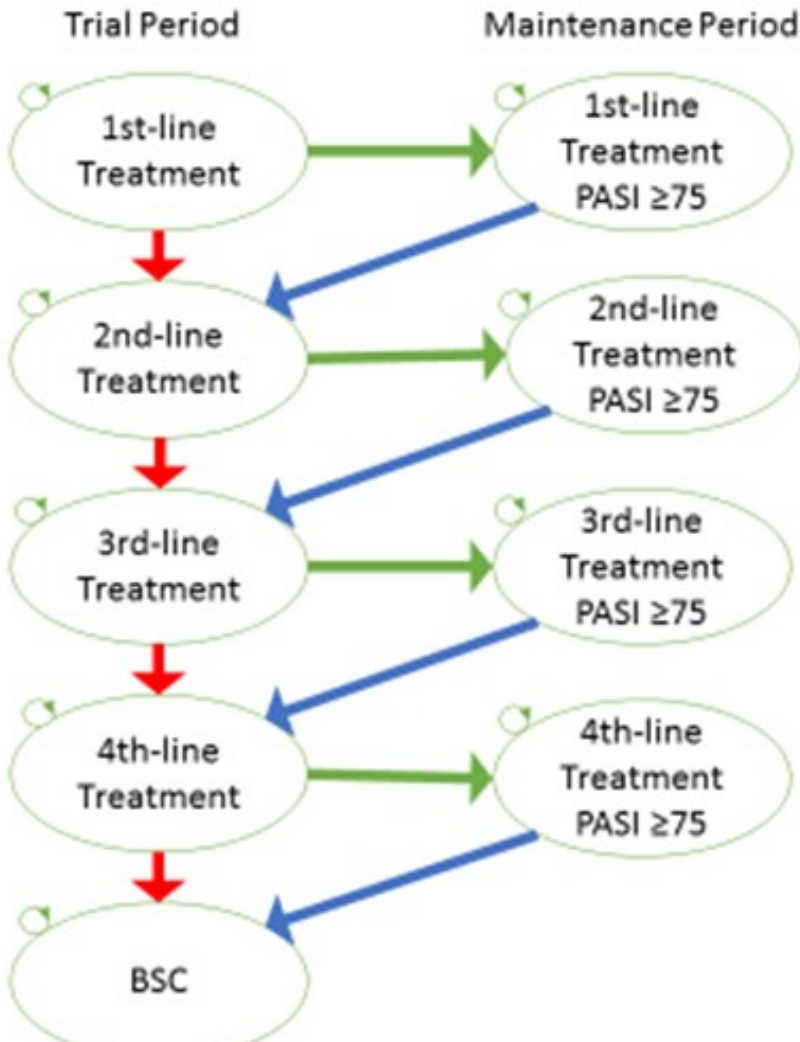 Trial Period
Maintenance Period
1st-line
Treatment
1st-line
Treatment
PASI ≥75
2nd-line
Treatment
2nd-line
Treatment
PASI ≥75
3rd-line
Treatment
3rd-line
Treatment
PASI ≥75
4th-line
Treatment
4th-line
Treatment
PASI ≥75
BSC